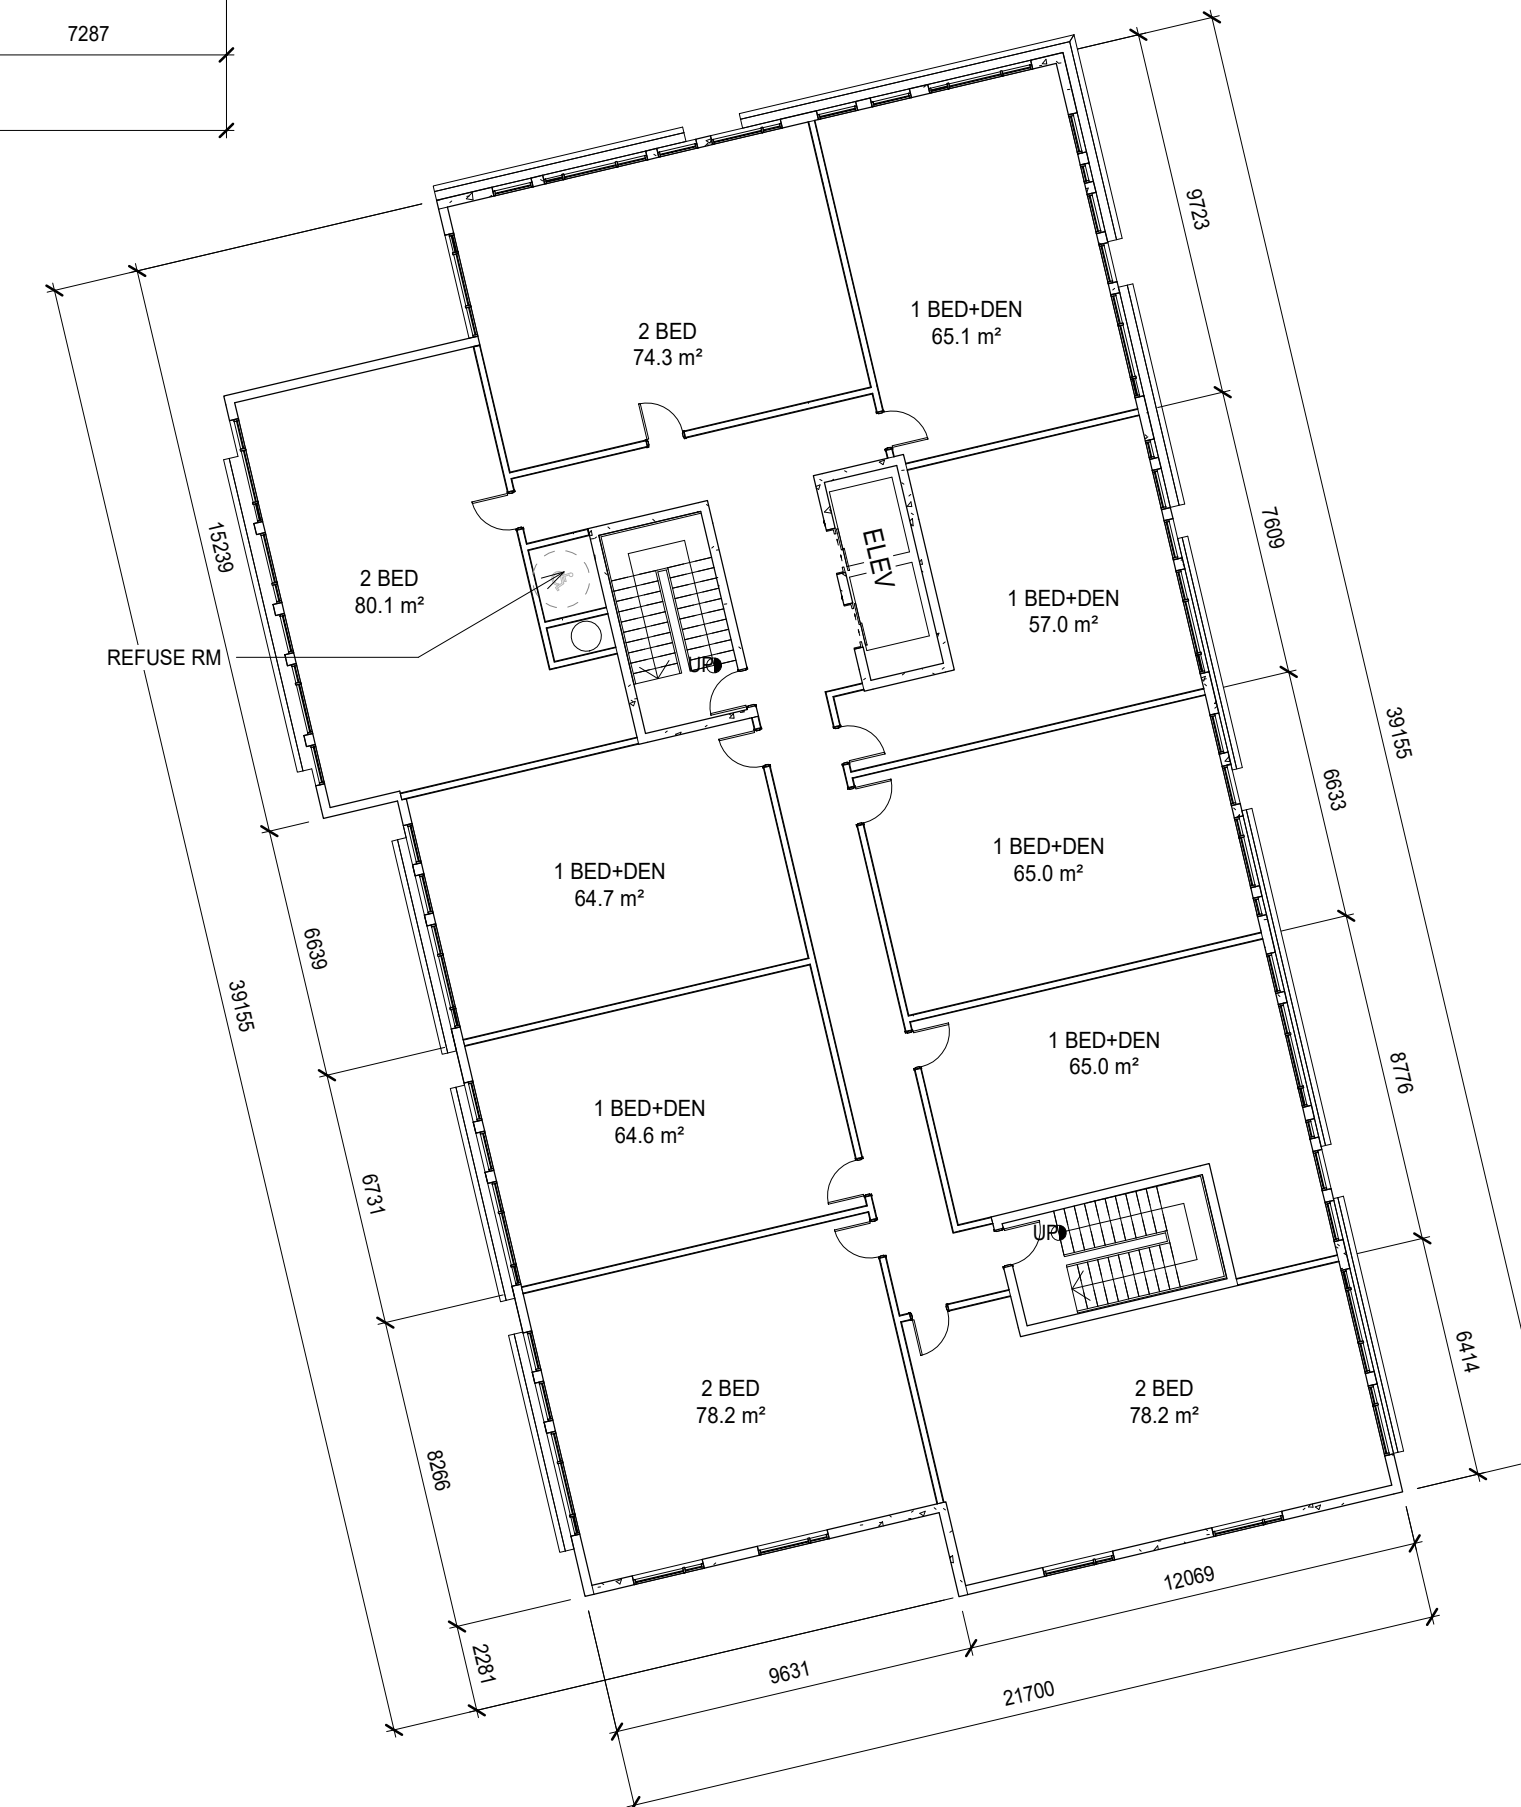 7287
9723
1 BED+DEN
65.1 m²
2 BED
74.3 m²
7609
ELEV
15239
2 BED
80.1 m²
1 BED+DEN
57.0 m²
REFUSE RM
UP
39155
6633
1 BED+DEN
65.0 m²
1 BED+DEN
64.7 m²
6639
39155
1 BED+DEN
65.0 m²
8776
1 BED+DEN
64.6 m²
6731
UP
6414
2 BED
78.2 m²
2 BED
78.2 m²
8266
12069
2281
9631
21700